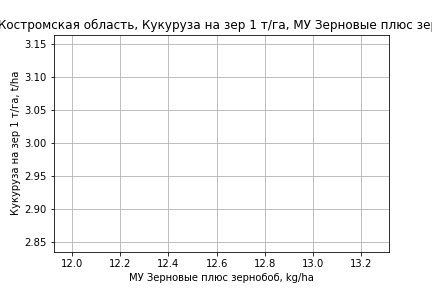 Костромская область, Кукуруза на зер 1 т/га, МУ Зерновые плюс зер
3.15
3.10
3.05
3.00
2.95
2.90
2.85
Кукуруза на зер 1 т/га, t/ha
12.0 12.2 12.4 12.6 12.8 13.0 13.2
МУ Зерновые плюс зернобоб, kg/ha